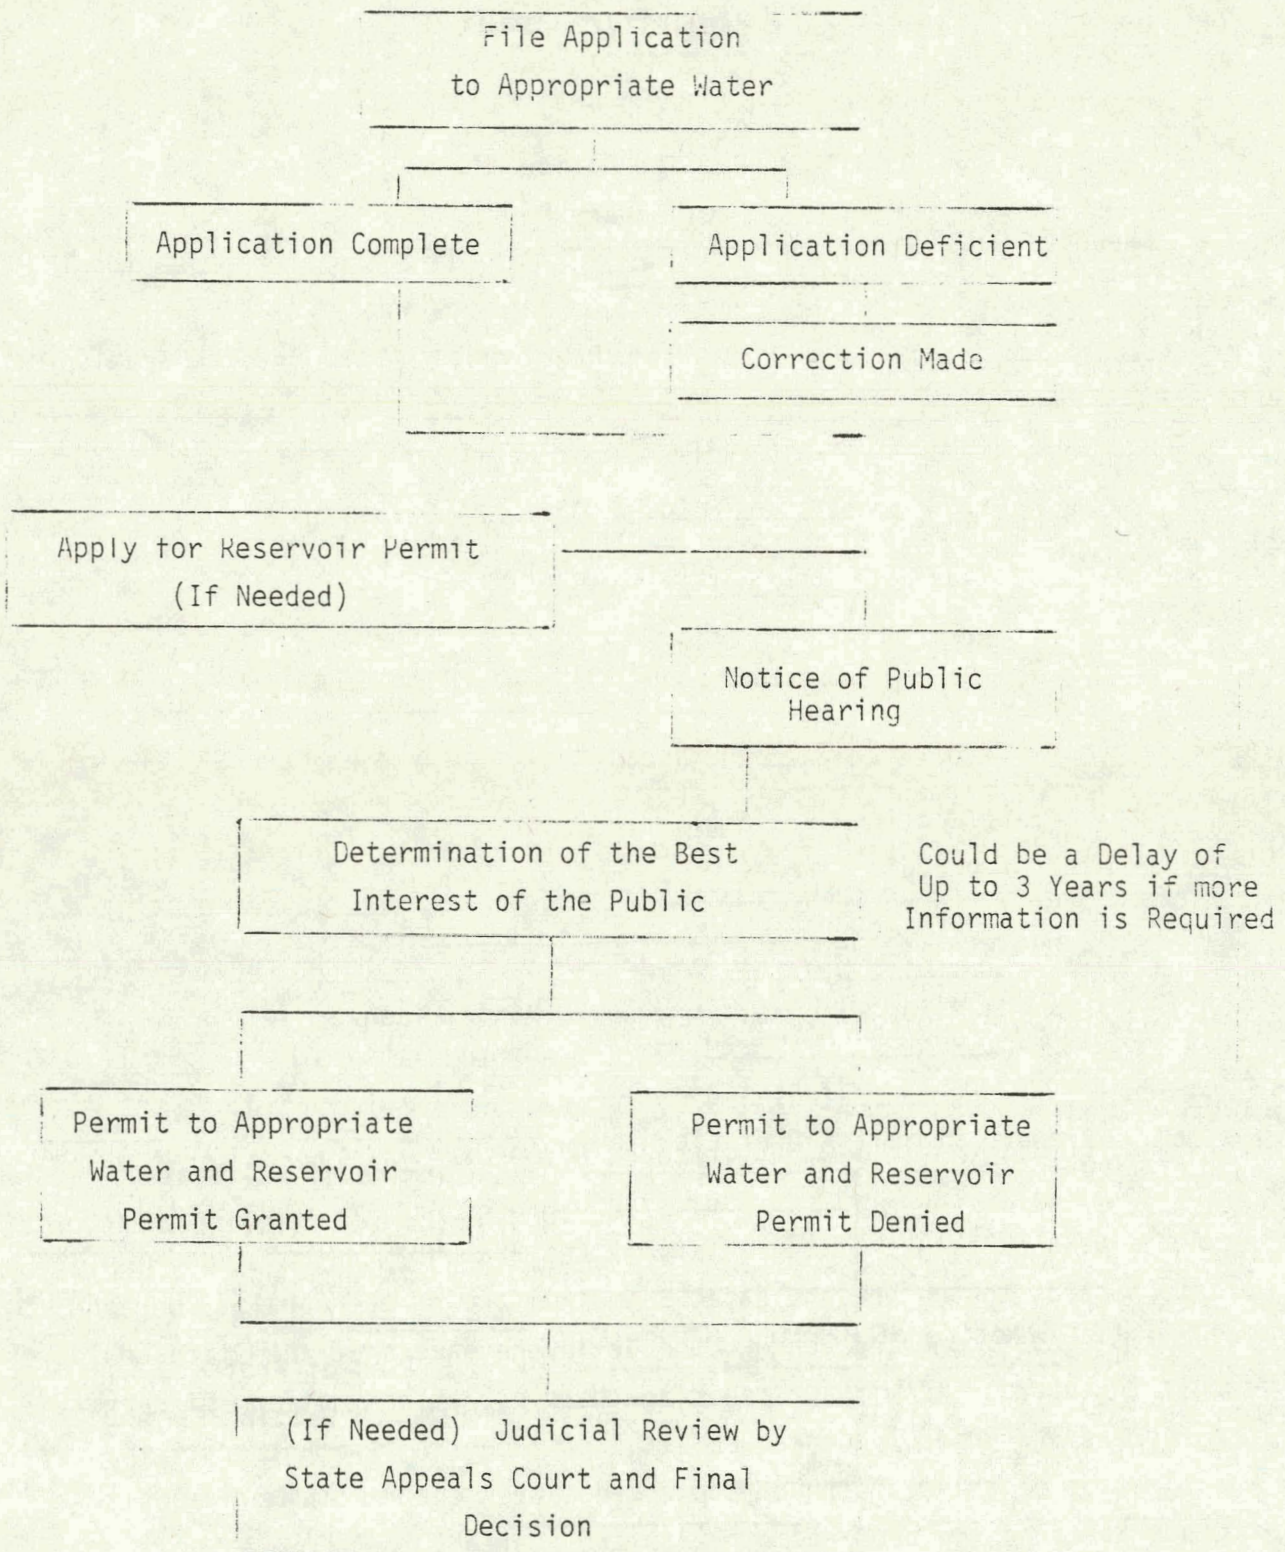 File Application
to Appropriate Water
Application Complete
Application Deficient
Correction Made
Apply for Reservoir Permit
(If Needed)
Notice of Public
Hearing
Determination of the Best
Interest of the Public
Could be a Delay of
Up to 3 Years if more
Information is Required
Permit to Appropriate
Water and Reservoir
Permit Granted
Permit to Appropriate
Water and Reservoir
Permit Denied
(If Needed) Judicial Review by
State Appeals Court and Final
Decision